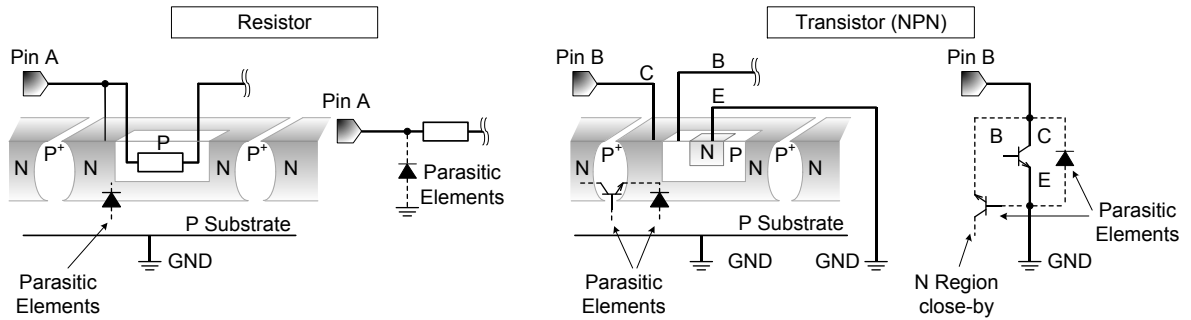 Resistor
Transistor (NPN)
Pin A
Pin B
C
B
E
Pin B
Pin A
N
P+
N
P
P+
N
N
P+
N
N
P
P+
N
B
C
E
Parasitic
Elements
Parasitic
Elements
P Substrate
P Substrate
GND
GND
GND
GND
Parasitic
Elements
Parasitic
Elements
N Region
close-by